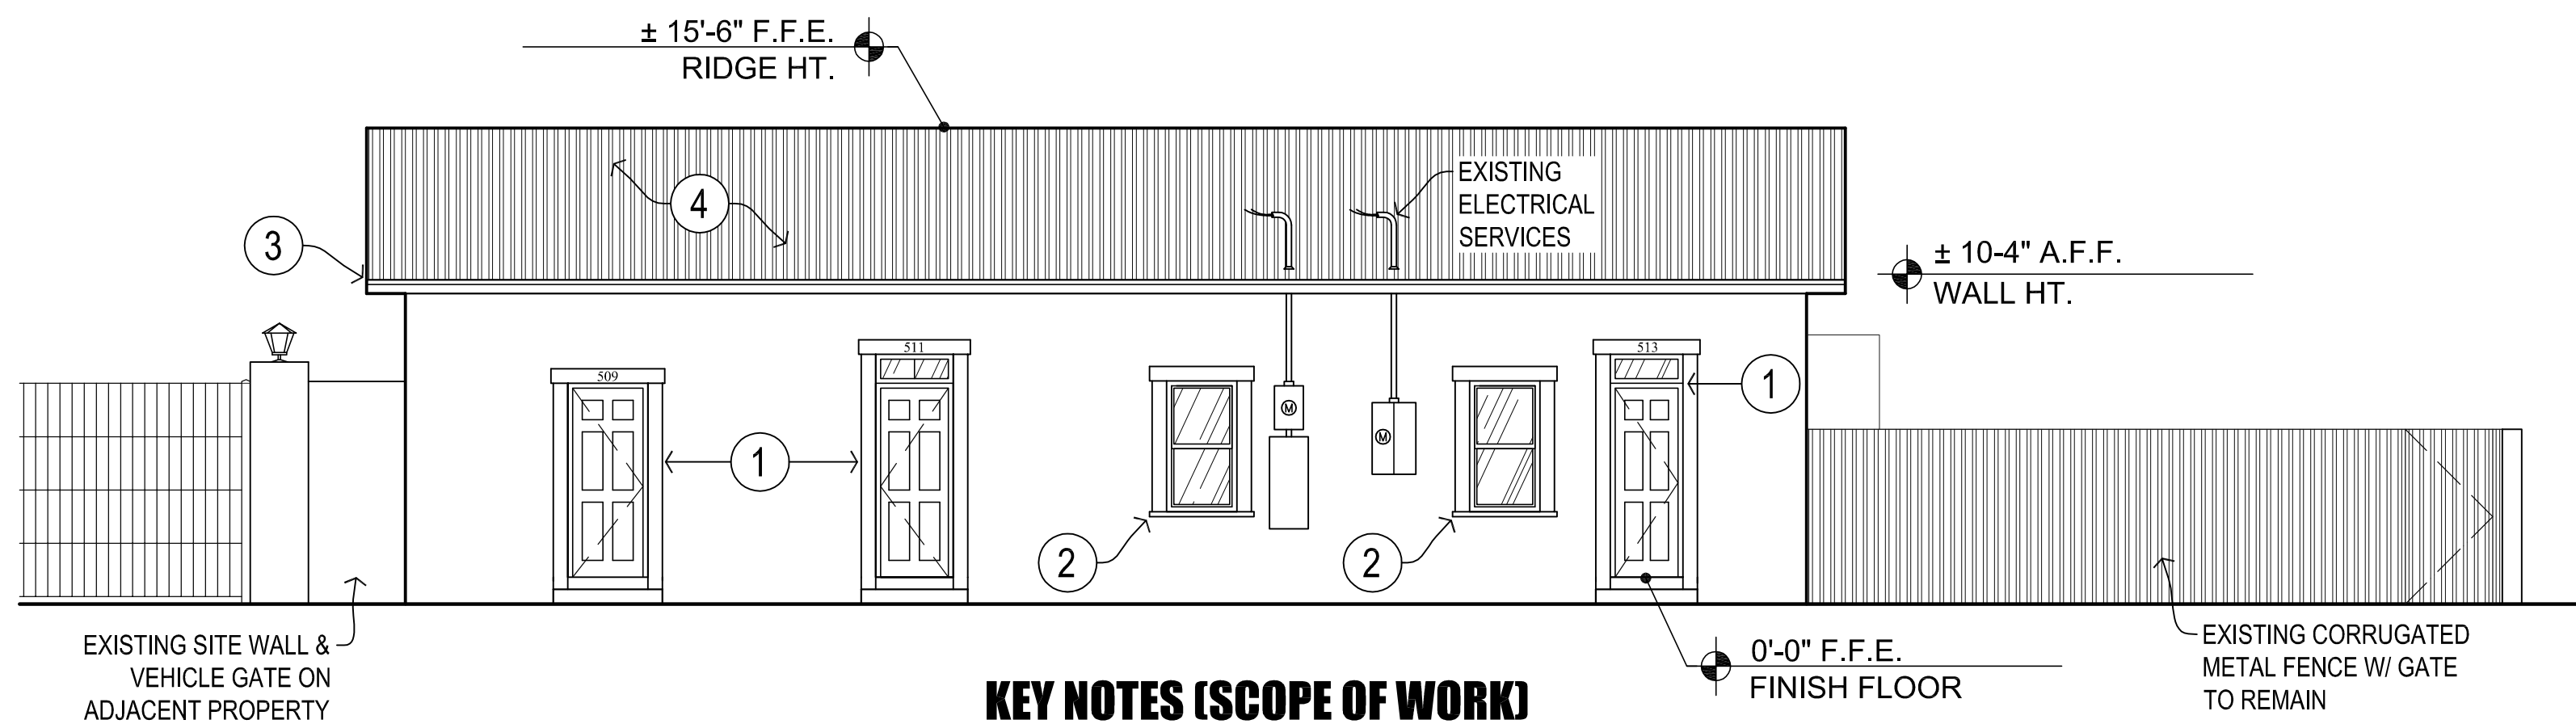 ± 15'-6" F.F.E.
RIDGE HT.
4
EXISTING
ELECTRICAL
SERVICES
3
± 10-4" A.F.F.
WALL HT.
509
511
513
M
M
1
1
2
2
EXISTING SITE WALL &
VEHICLE GATE ON
ADJACENT PROPERTY
0'-0" F.F.E.
FINISH FLOOR
EXISTING CORRUGATED
METAL FENCE W/ GATE
TO REMAIN
KEY NOTES (SCOPE OF WORK)